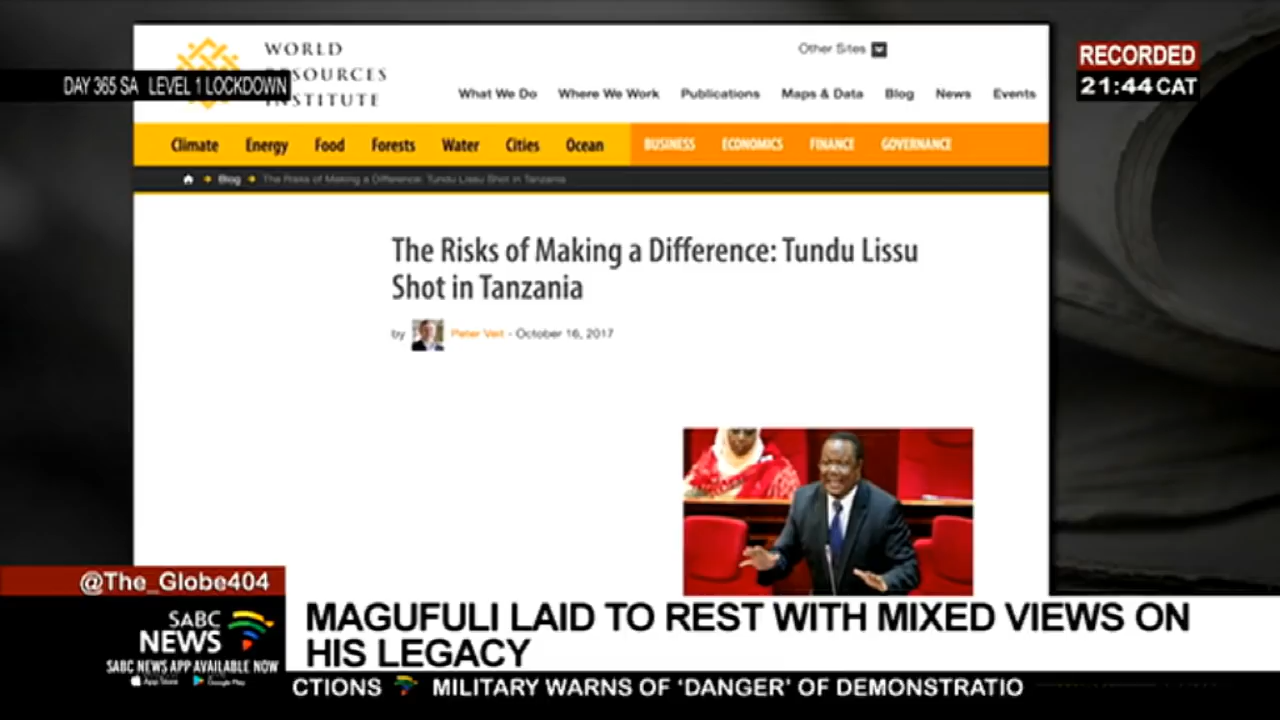 WORLD
RESOURCES
INSTITUTE
Other Sites
DAY 365 SA LEVEL 1 LOCKDOWN
RECORDED
21:44 CAT
What We Do Where We Work Publications Maps & Data Blog News Events
Climate Energy Food Forests Water Cities Ocean BUSINESS ECONOMICS FINANCE GOVERNANCE
Blog The Risks of Making a Difference: Tundu Lissu Shot in Tanzania
The Risks of Making a Difference: Tundu Lissu
Shot in Tanzania
by Peter Veit - October 16, 2017
@The_Globe404
SABC
NEWS
SABC NEWS APP AVAILABLE NOW
App Store Google Play
MAGUFULI LAID TO REST WITH MIXED VIEWS ON
HIS LEGACY
CTIONS MILITARY WARNS OF ‘DANGER’ OF DEMONSTRATIO